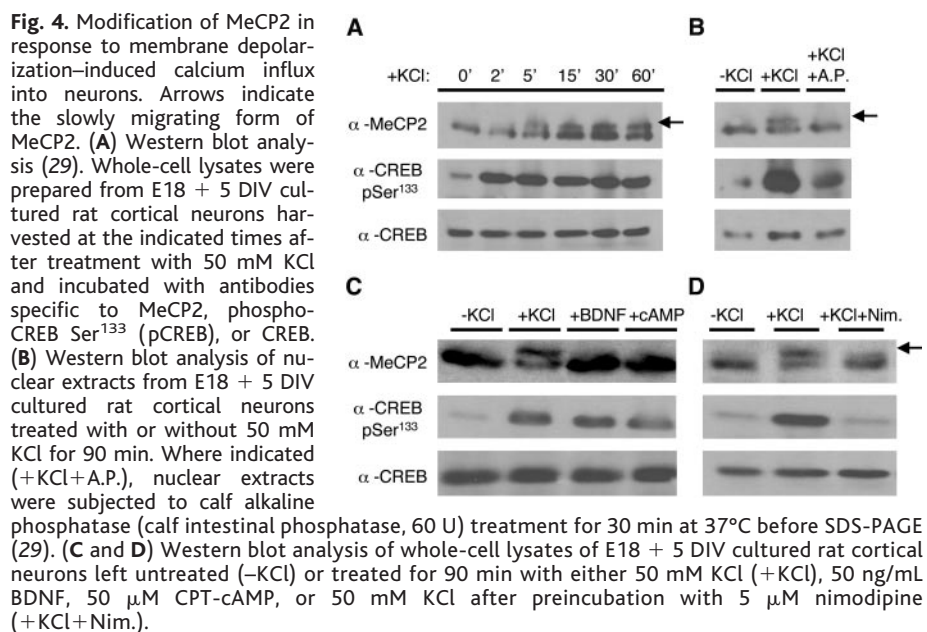 Fig. 4. Modification of MeCP2 in
response to membrane depolar-
ization–induced calcium influx
into neurons. Arrows indicate
the slowly migrating form of
MeCP2. (A) Western blot analy-
sis (29). Whole-cell lysates were
prepared from E18 + 5 DIV cul-
tured rat cortical neurons har-
vested at the indicated times af-
ter treatment with 50 mM KCl
and incubated with antibodies
specific to MeCP2, phospho-
CREB Ser133 (pCREB), or CREB.
(B) Western blot analysis of nu-
clear extracts from E18 + 5 DIV
cultured rat cortical neurons
treated with or without 50 mM
KCl for 90 min. Where indicated
(+KCl+A.P.), nuclear extracts
were subjected to calf alkaline
phosphatase (calf intestinal phosphatase, 60 U) treatment for 30 min at 37°C before SDS-PAGE
(29). (C and D) Western blot analysis of whole-cell lysates of E18 + 5 DIV cultured rat cortical
neurons left untreated (–KCl) or treated for 90 min with either 50 mM KCl (+KCl), 50 ng/mL
BDNF, 50 μM CPT-cAMP, or 50 mM KCl after preincubation with 5 μM nimodipine
(+KCl+Nim.).
A
+KCl: 0' 2' 5' 15' 30' 60'
α-MeCP2
α-CREB
pSer133
α-CREB
B
+KCl
-KCl +KCl +A.P.
C
-KCl +KCl +BDNF +cAMP
α-MeCP2
α-CREB
pSer133
α-CREB
D
-KCl +KCl +KCl+Nim.